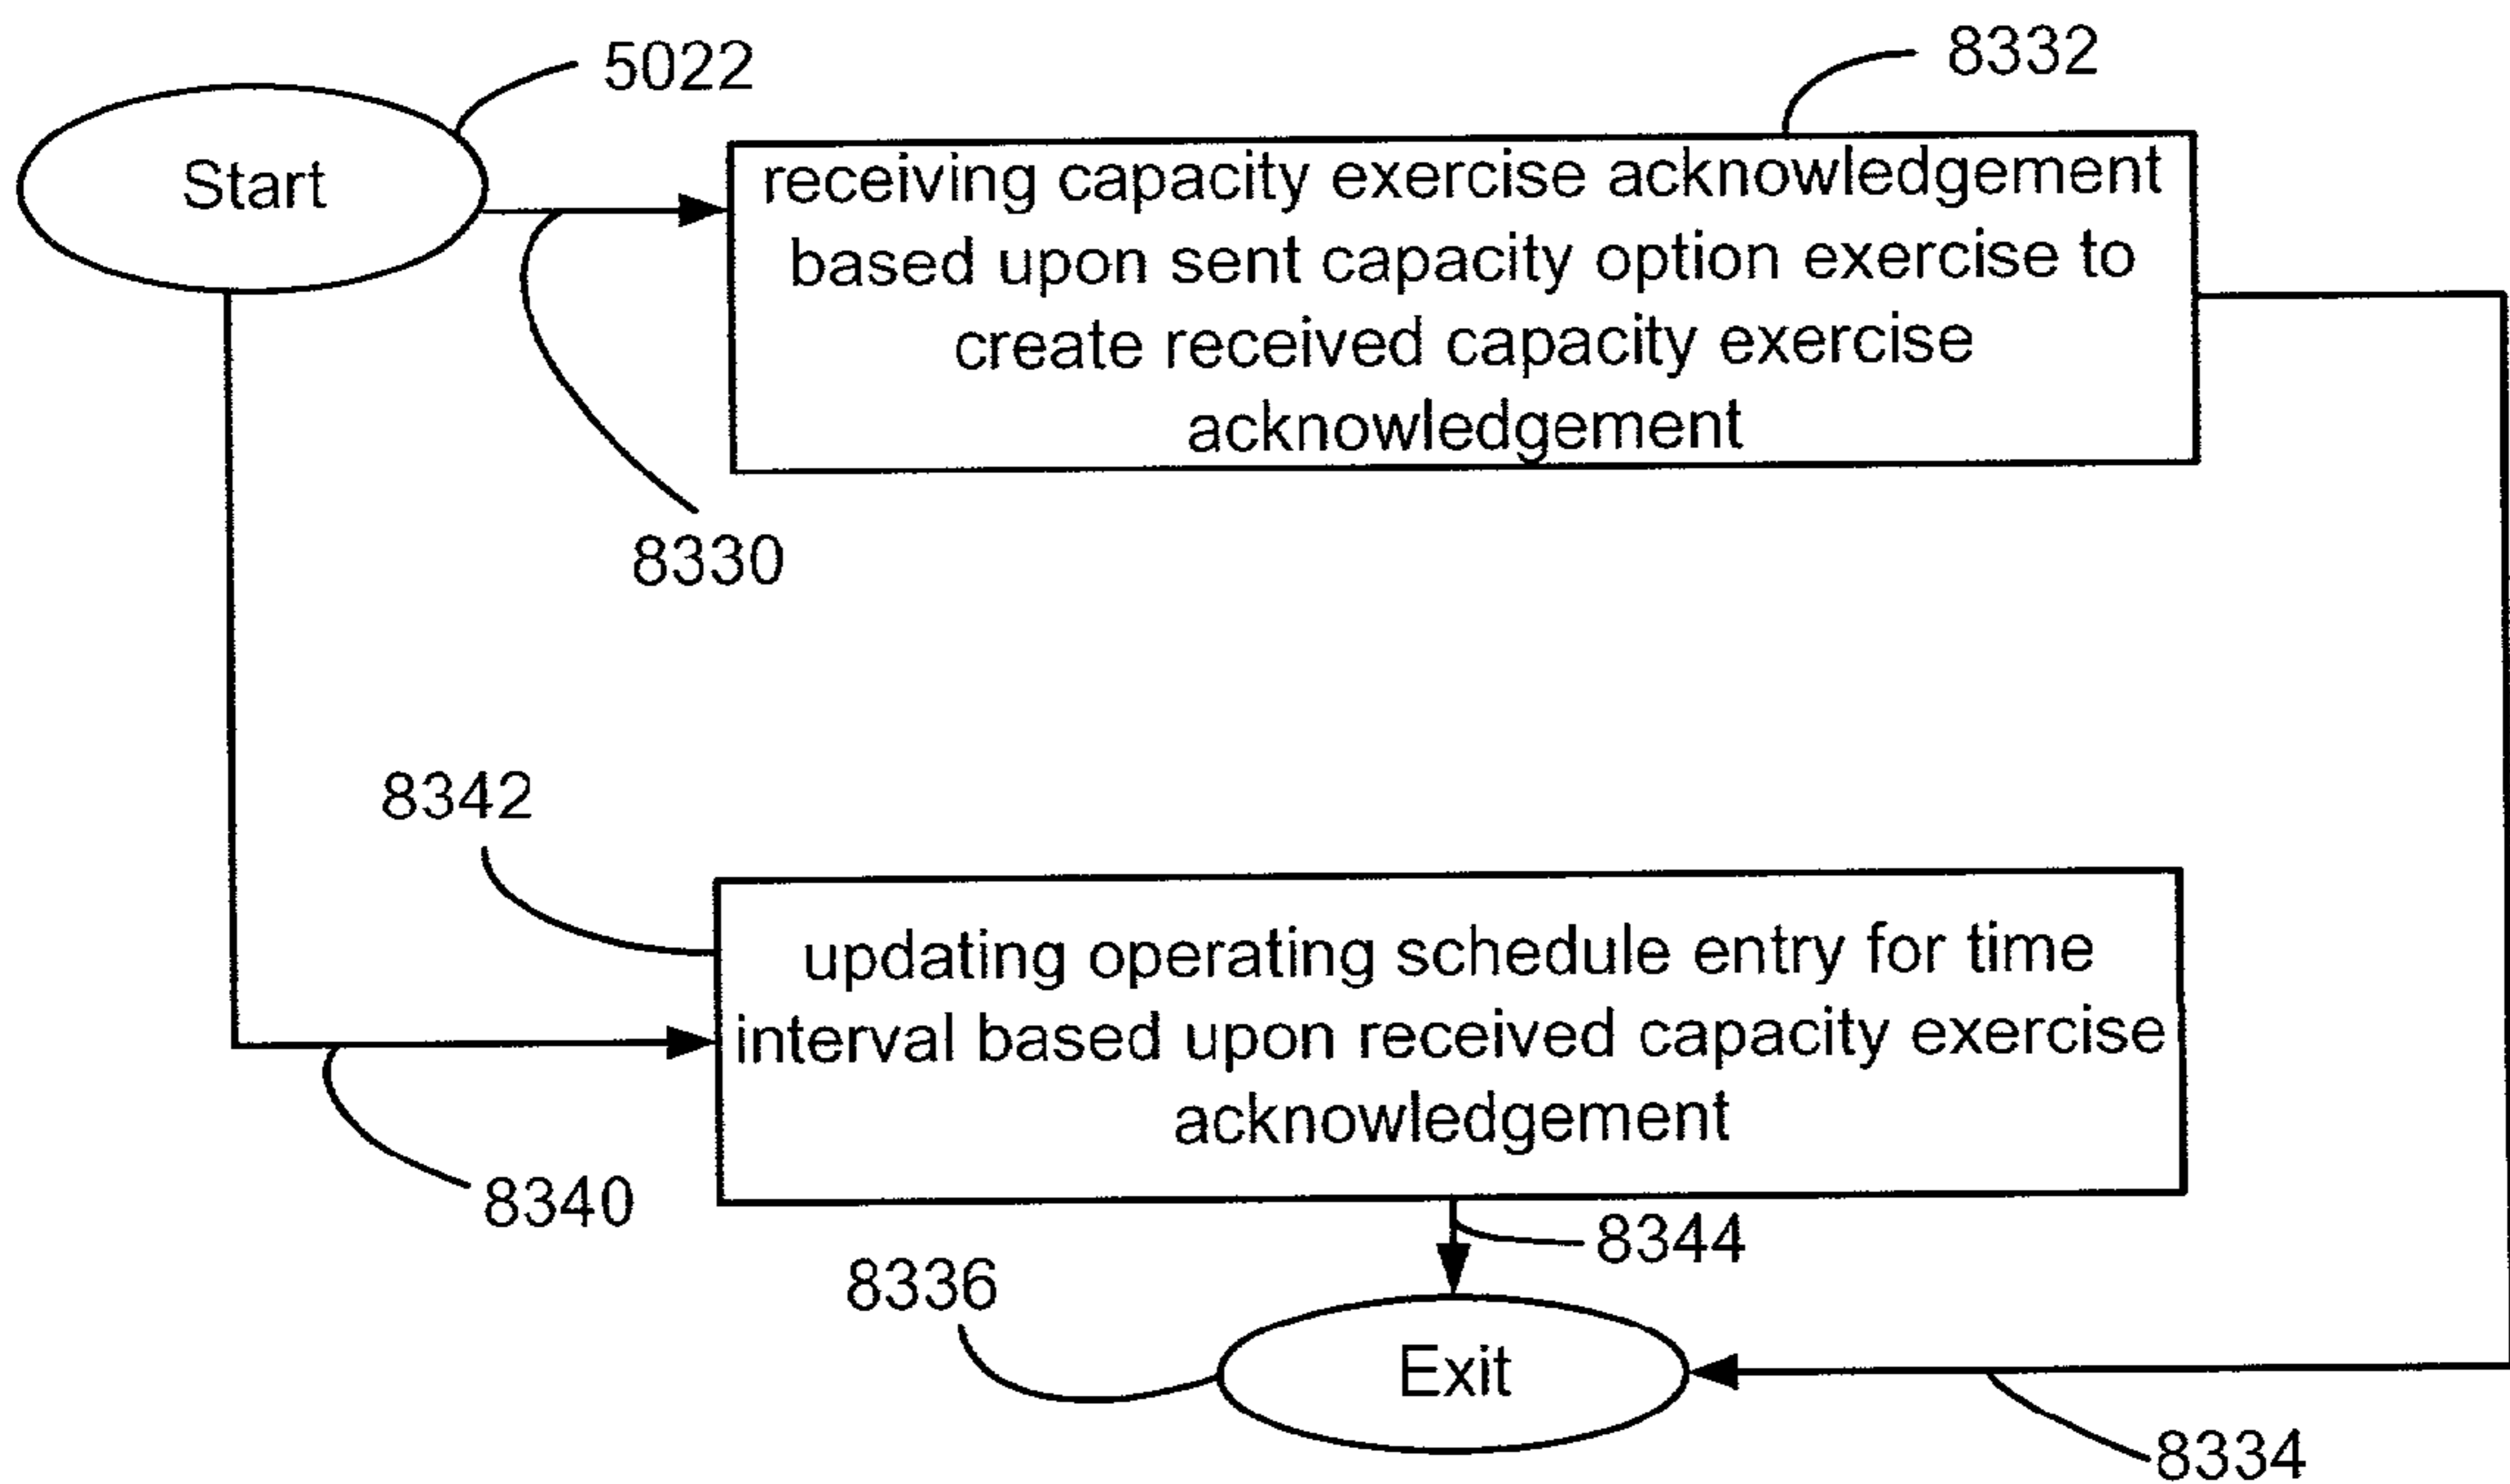 5022
8332
Start
receiving capacity exercise acknowledgement
based upon sent capacity option exercise to
create received capacity exercise
acknowledgement
8330
8342
updating operating schedule entry for time
interval based upon received capacity exercise
acknowledgement
8340
8344
8336
Exit
8334